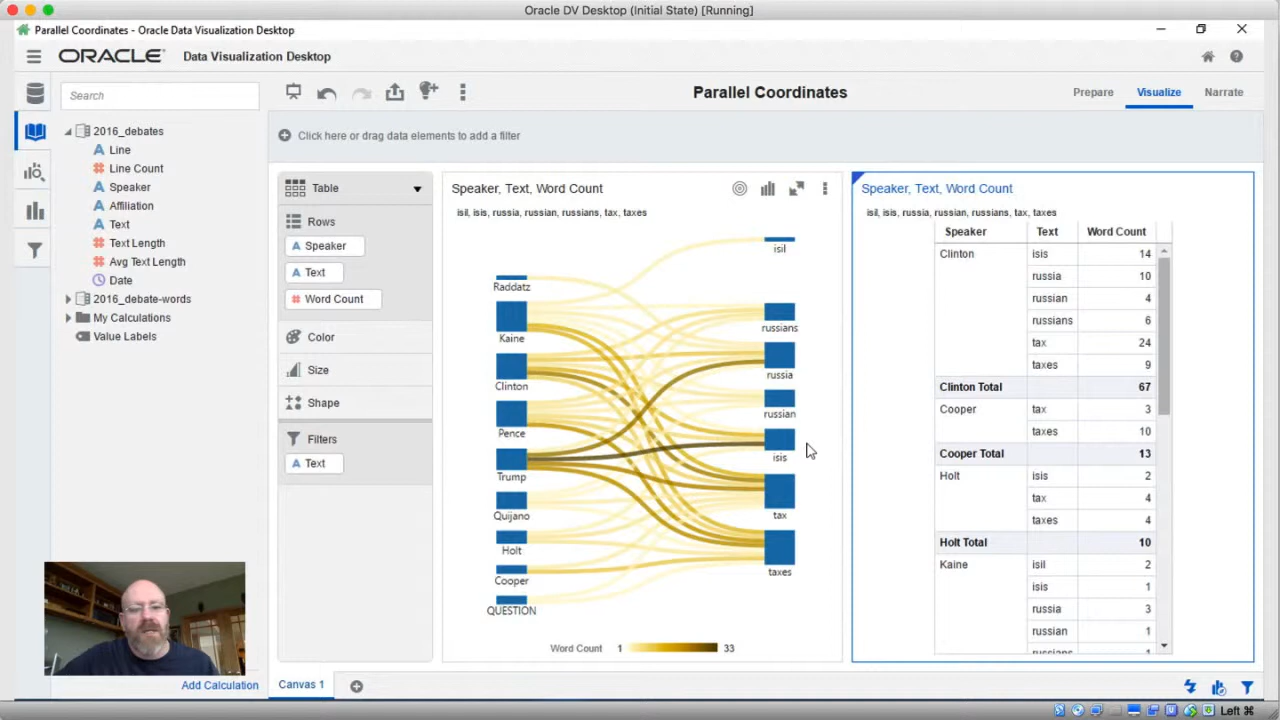 Oracle DV Desktop (Initial State) [Running]
Parallel Coordinates - Oracle Data Visualization Desktop
ORACLE® Data Visualization Desktop
Search
Parallel Coordinates
Prepare
Visualize
Narrate
2016_debates
Line
Line Count
Speaker
Affiliation
Text
Text Length
Avg Text Length
Date
2016_debate-words
My Calculations
Value Labels
Add Calculation
Click here or drag data elements to add a filter
Table
Rows
A Speaker
A Text
# Word Count
Color
Size
Shape
Filters
A Text
Speaker, Text, Word Count
isil, isis, russia, russian, russians, tax, taxes
Raddatz
Kaine
Clinton
Pence
Trump
Quijano
Holt
Cooper
QUESTION
isil
russians
russia
russian
isis
tax
taxes
Word Count 1 33
Speaker, Text, Word Count
isil, isis, russia, russian, russians, tax, taxes
Speaker Text Word Count
Clinton isis 14
russia 10
russian 4
russians 6
tax 24
taxes 9
Clinton Total 67
Cooper tax 3
taxes 10
Cooper Total 13
Holt isis 2
tax 4
taxes 4
Holt Total 10
Kaine isil 2
isis 1
russia 3
russian 1
russians 1
Canvas 1
Left ⌘